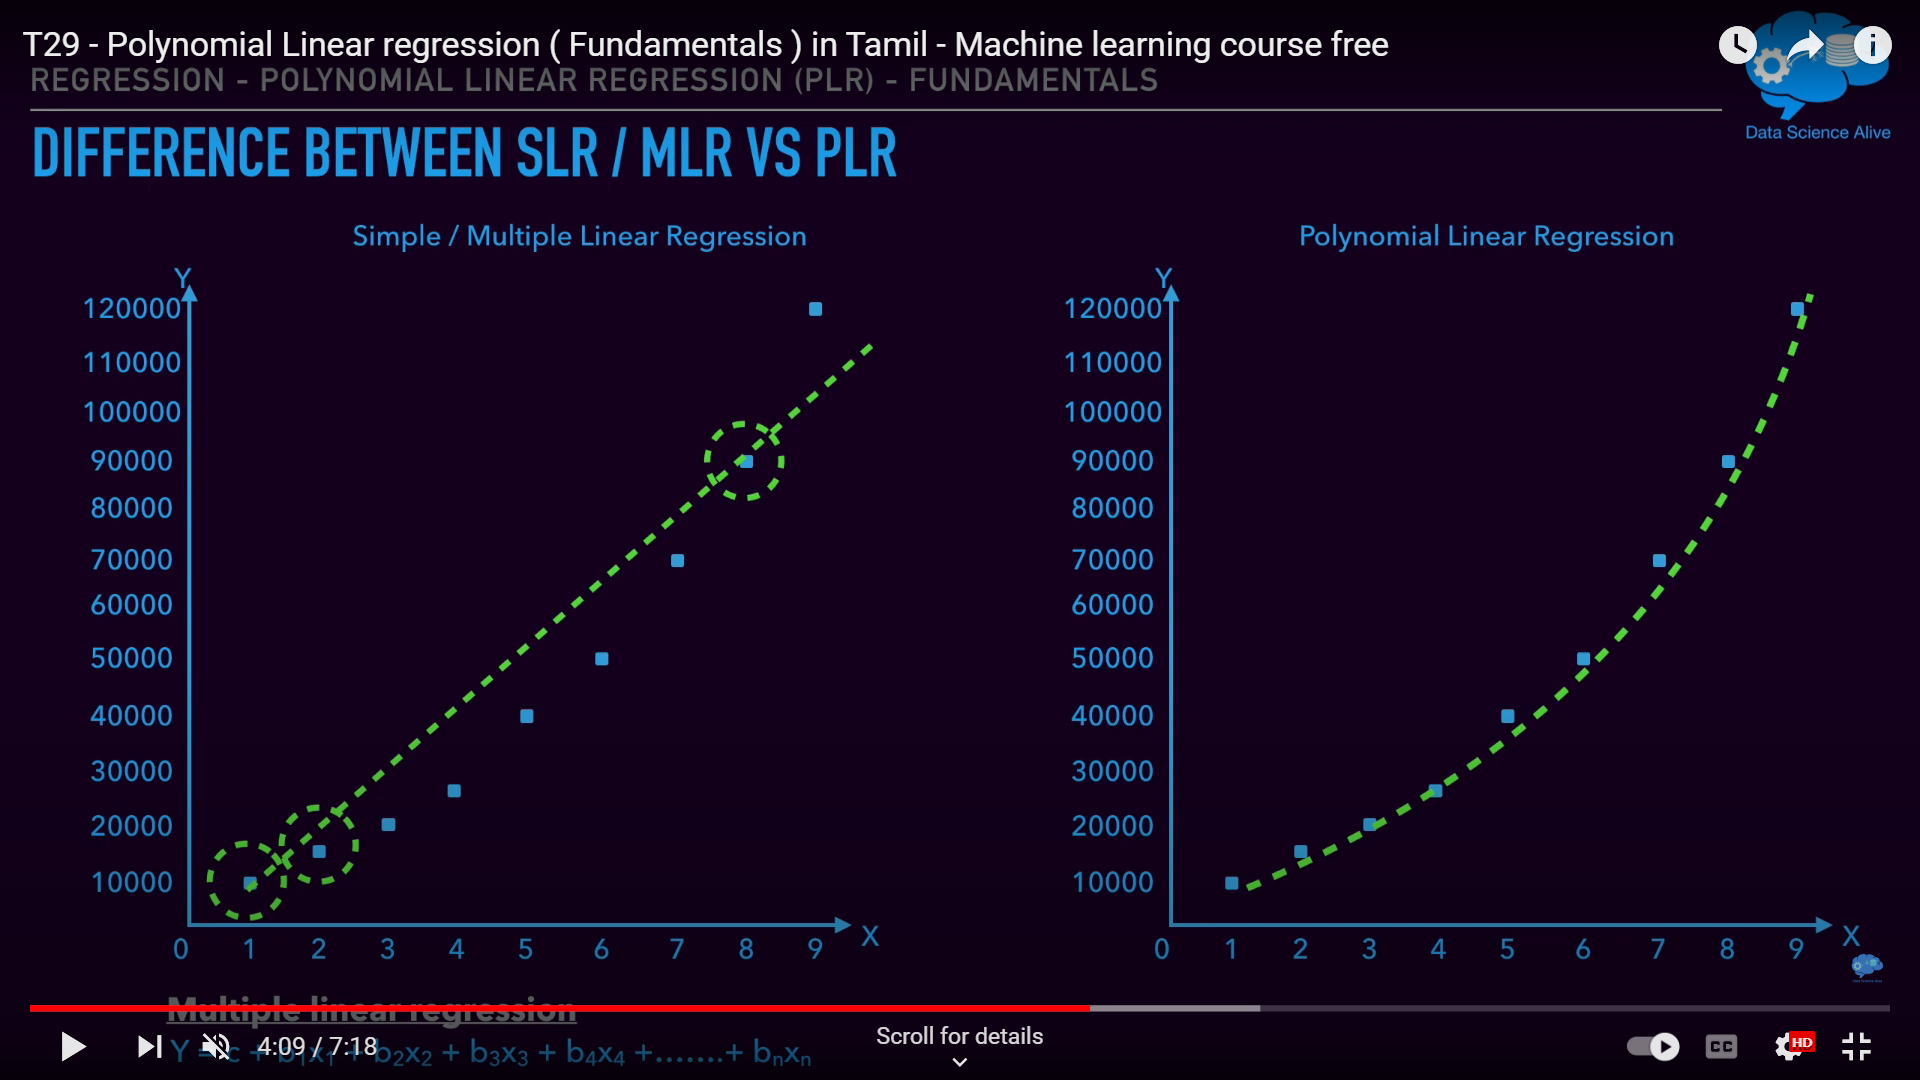 T29 - Polynomial Linear regression ( Fundamentals ) in Tamil - Machine learning course free
REGRESSION - POLYNOMIAL LINEAR REGRESSION (PLR) - FUNDAMENTALS
Data Science Alive
DIFFERENCE BETWEEN SLR / MLR VS PLR
Simple / Multiple Linear Regression
Y
120000
110000
100000
90000
80000
70000
60000
50000
40000
30000
20000
10000
0 1 2 3 4 5 6 7 8 9 X
Polynomial Linear Regression
Y
120000
110000
100000
90000
80000
70000
60000
50000
40000
30000
20000
10000
0 1 2 3 4 5 6 7 8 9 X
Multiple linear regression
Y = c + b₁x₁ + b₂x₂ + b₃x₃ + b₄x₄ +.......+ bₙxₙ
4:09 / 7:18
Scroll for details
CC
HD